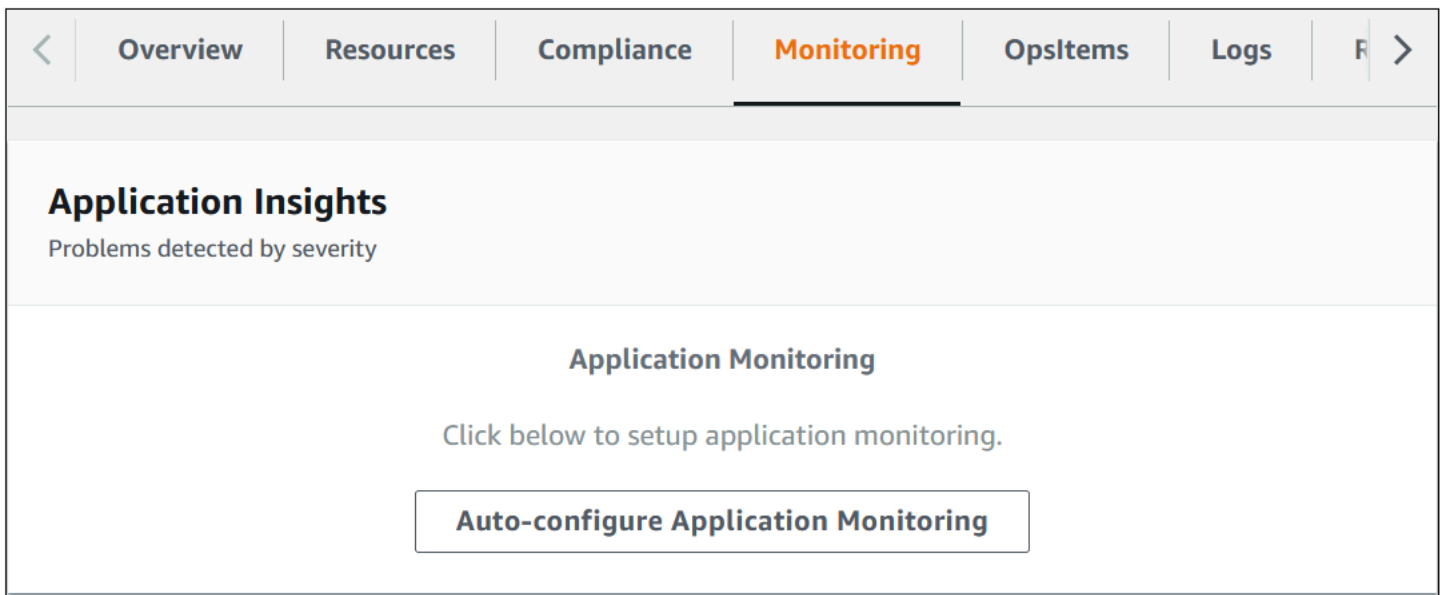 Overview Resources Compliance Monitoring OpsItems Logs
Application Insights
Problems detected by severity
Application Monitoring
Click below to setup application monitoring.
Auto-configure Application Monitoring